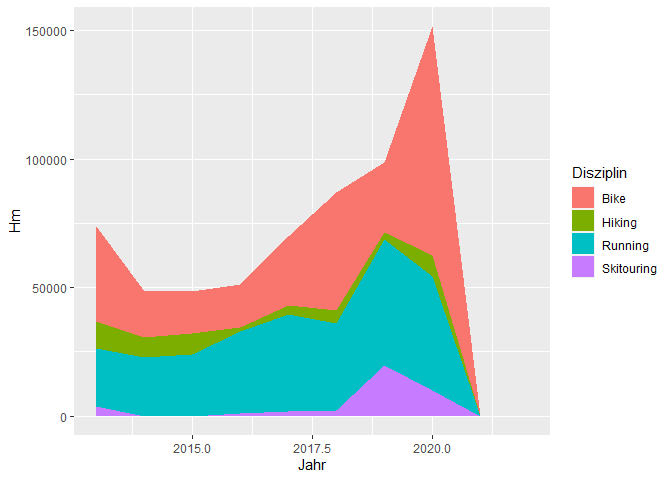 150000
100000
50000
0
Hm
2015.0
2017.5
2020.0
Jahr
Disziplin
Bike
Hiking
Running
Skitouring